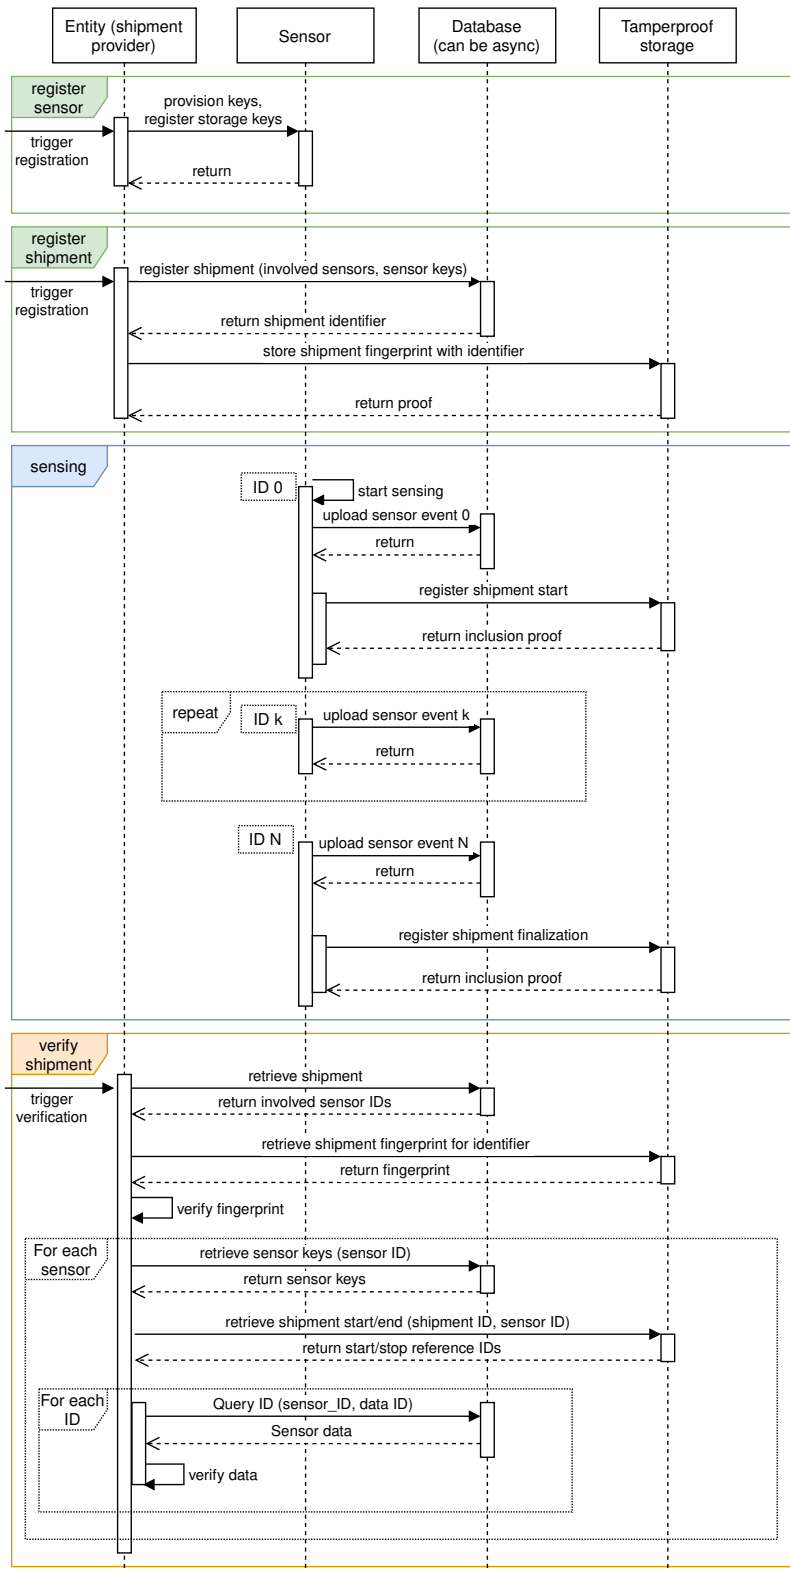 Entity (shipment
provider)
Sensor
Database
(can be async)
Tamperproof
storage
register
sensor
provision keys,
register storage keys
trigger
registration
return
register
shipment
register shipment (involved sensors, sensor keys)
trigger
registration
return shipment identifier
store shipment fingerprint with identifier
return proof
sensing
ID 0
start sensing
upload sensor event 0
return
register shipment start
return inclusion proof
repeat
ID k
upload sensor event k
return
ID N
upload sensor event N
return
register shipment finalization
return inclusion proof
verify
shipment
retrieve shipment
trigger
verification
return involved sensor IDs
retrieve shipment fingerprint for identifier
return fingerprint
verify fingerprint
For each
sensor
retrieve sensor keys (sensor ID)
return sensor keys
retrieve shipment start/end (shipment ID, sensor ID)
return start/stop reference IDs
For each
ID
Query ID (sensor_ID, data ID)
Sensor data
verify data